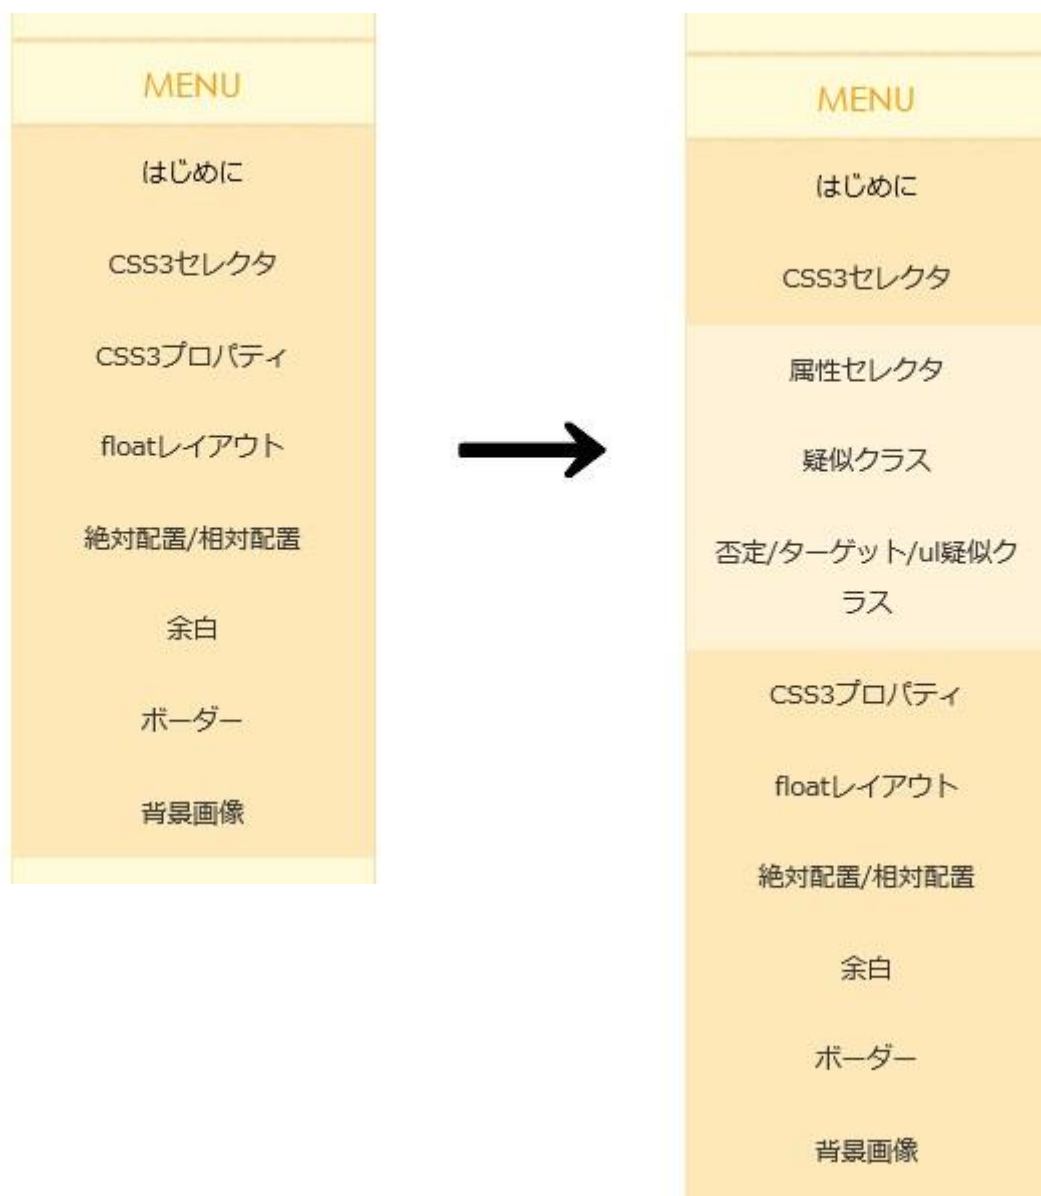 MENU
はじめに
CSS3セレクタ
CSS3プロパティ
floatレイアウト
絶対配置/相対配置
余白
ボーダー
背景画像
MENU
はじめに
CSS3セレクタ
属性セレクタ
疑似クラス
否定/ターゲット/ul疑似ク
ラス
CSS3プロパティ
floatレイアウト
絶対配置/相対配置
余白
ボーダー
背景画像